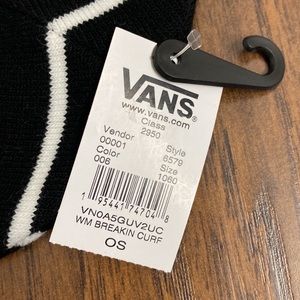 VANS®
www.vans.com
Class
2950
Vendor Style
00001 6579
Color Size
006 1060
1 95441 74704 8
VN0A5GUV2UC
WM BREAKIN CURF
OS